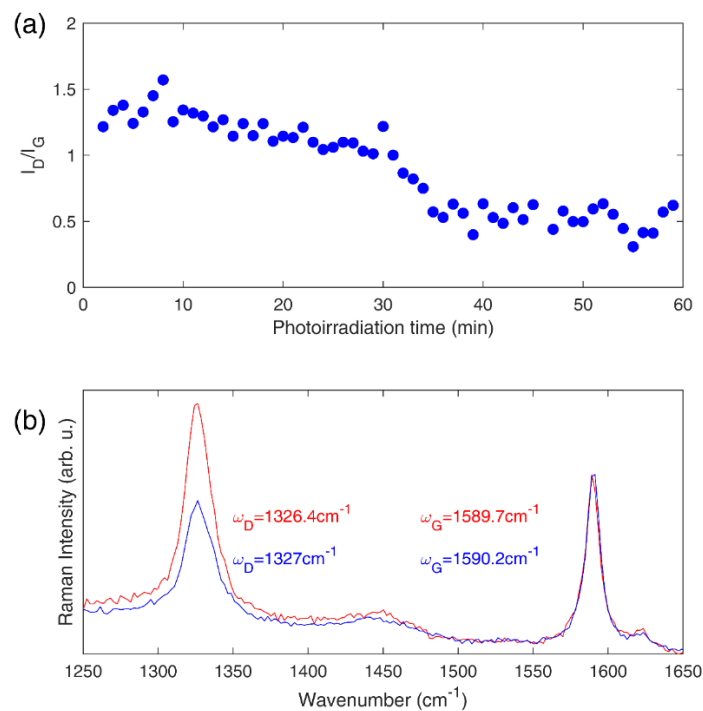 (a)
2
1.5
1
0.5
0
I_D/I_G
0 10 20 30 40 50 60
Photoirradiation time (min)
(b)
Raman Intensity (arb. u.)
ω_D=1326.4cm⁻¹ ω_G=1589.7cm⁻¹
ω_D=1327cm⁻¹ ω_G=1590.2cm⁻¹
1250 1300 1350 1400 1450 1500 1550 1600 1650
Wavenumber (cm⁻¹)